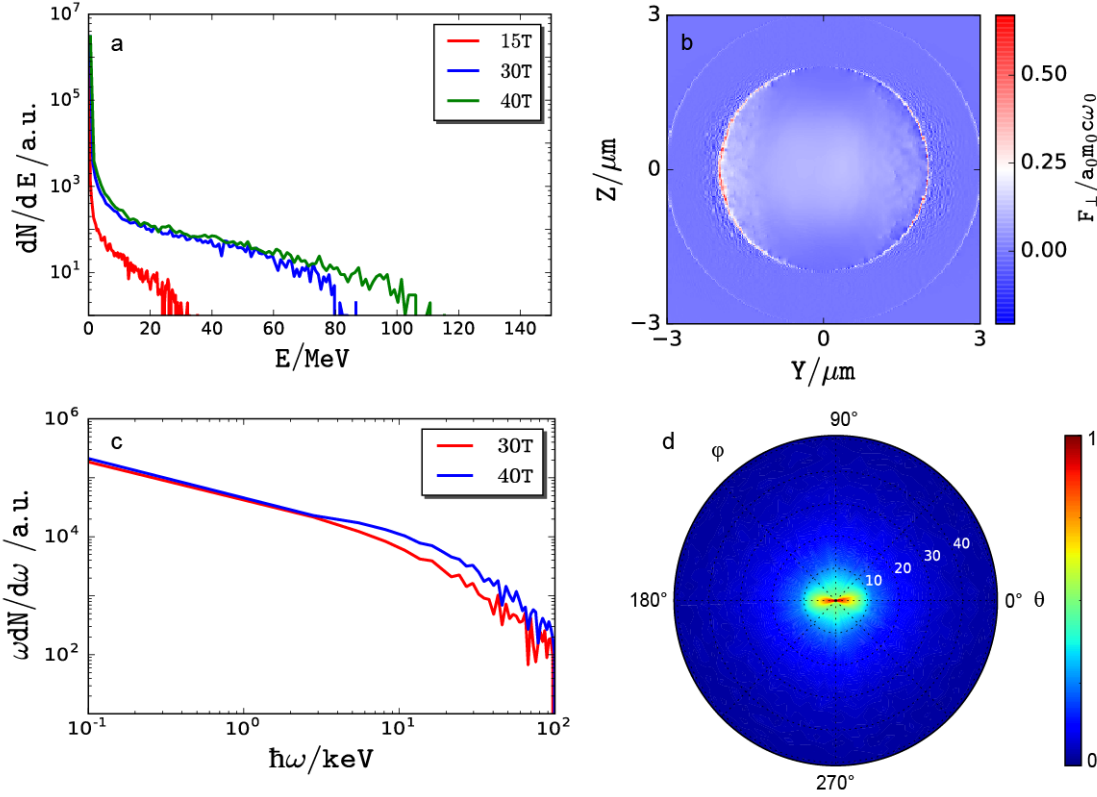 a
10^7
10^5
10^3
10^1
dN/dE/a.u.
15T
30T
40T
0 20 40 60 80 100 120 140
E/MeV
b
3
0
−3
Z/μm
−3 0 3
Y/μm
0.50
0.25
0.00
F⊥/a₀m₀cω₀
c
10^6
10^4
10^2
ωdN/dω/a.u.
30T
40T
10^-1 10^0 10^1 10^2
ħω/keV
d
φ
90°
180°
0° θ
270°
10 20 30 40
1
0